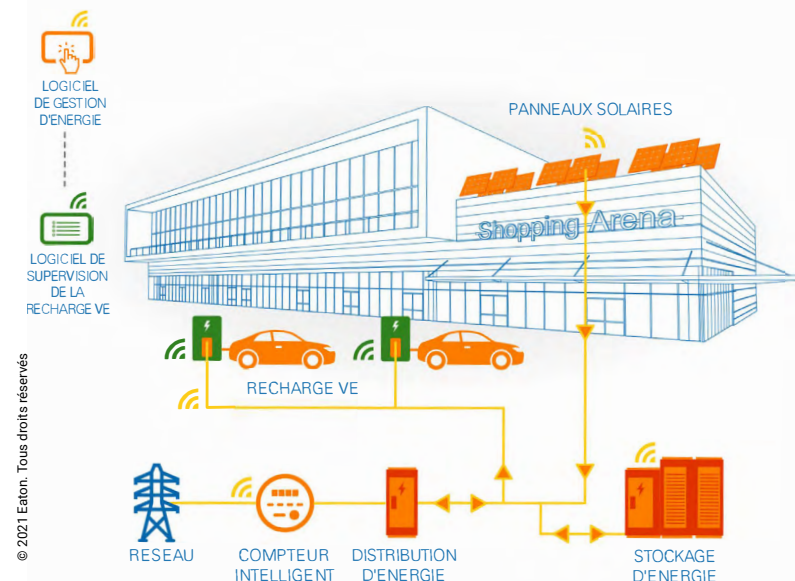 LOGICIEL
DE GESTION
D'ENERGIE
PANNEAUX SOLAIRES
Shopping Arena
LOGICIEL DE
SUPERVISION
DE LA
RECHARGE VE
RECHARGE VE
© 2021 Eaton. Tous droits réservés
RESEAU
COMPTEUR
INTELLIGENT
DISTRIBUTION
D'ENERGIE
STOCKAGE
D'ENERGIE